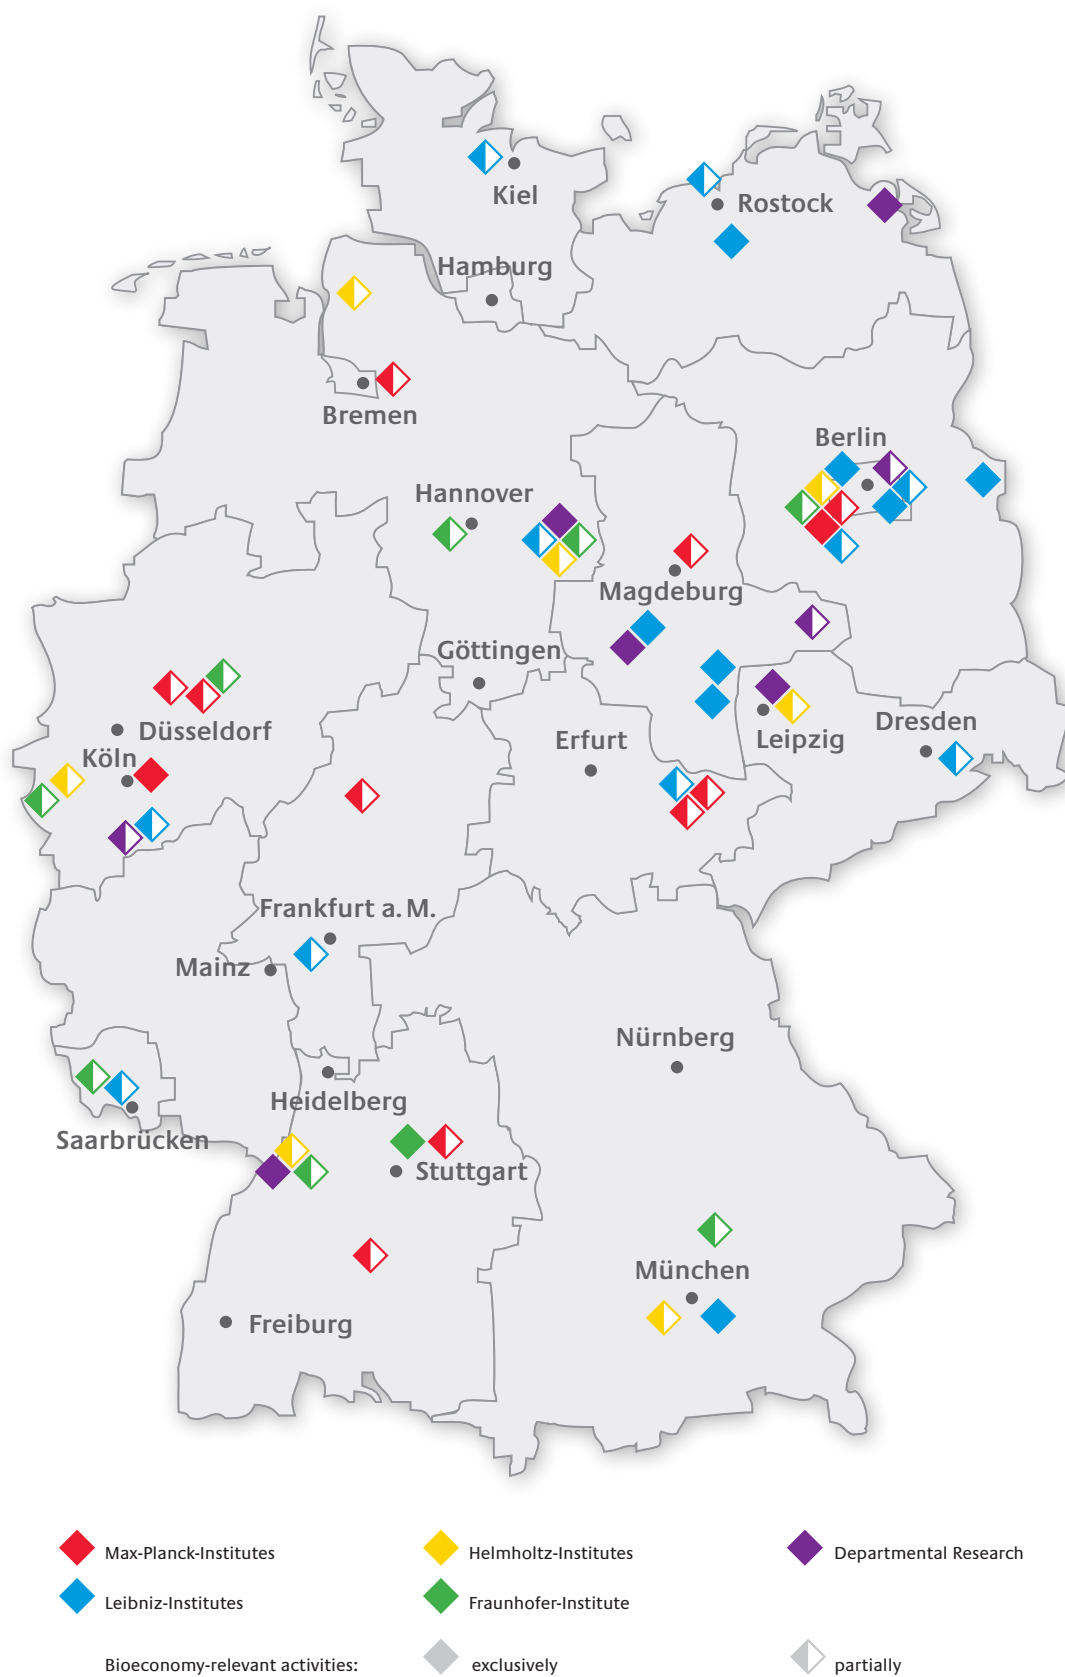 Kiel
Rostock
Hamburg
Bremen
Berlin
Hannover
Magdeburg
Göttingen
Düsseldorf
Köln
Erfurt
Leipzig
Dresden
Frankfurt a. M.
Mainz
Nürnberg
Heidelberg
Saarbrücken
Stuttgart
München
Freiburg
Max-Planck-Institutes
Helmholtz-Institutes
Departmental Research
Leibniz-Institutes
Fraunhofer-Institute
Bioeconomy-relevant activities:
exclusively
partially